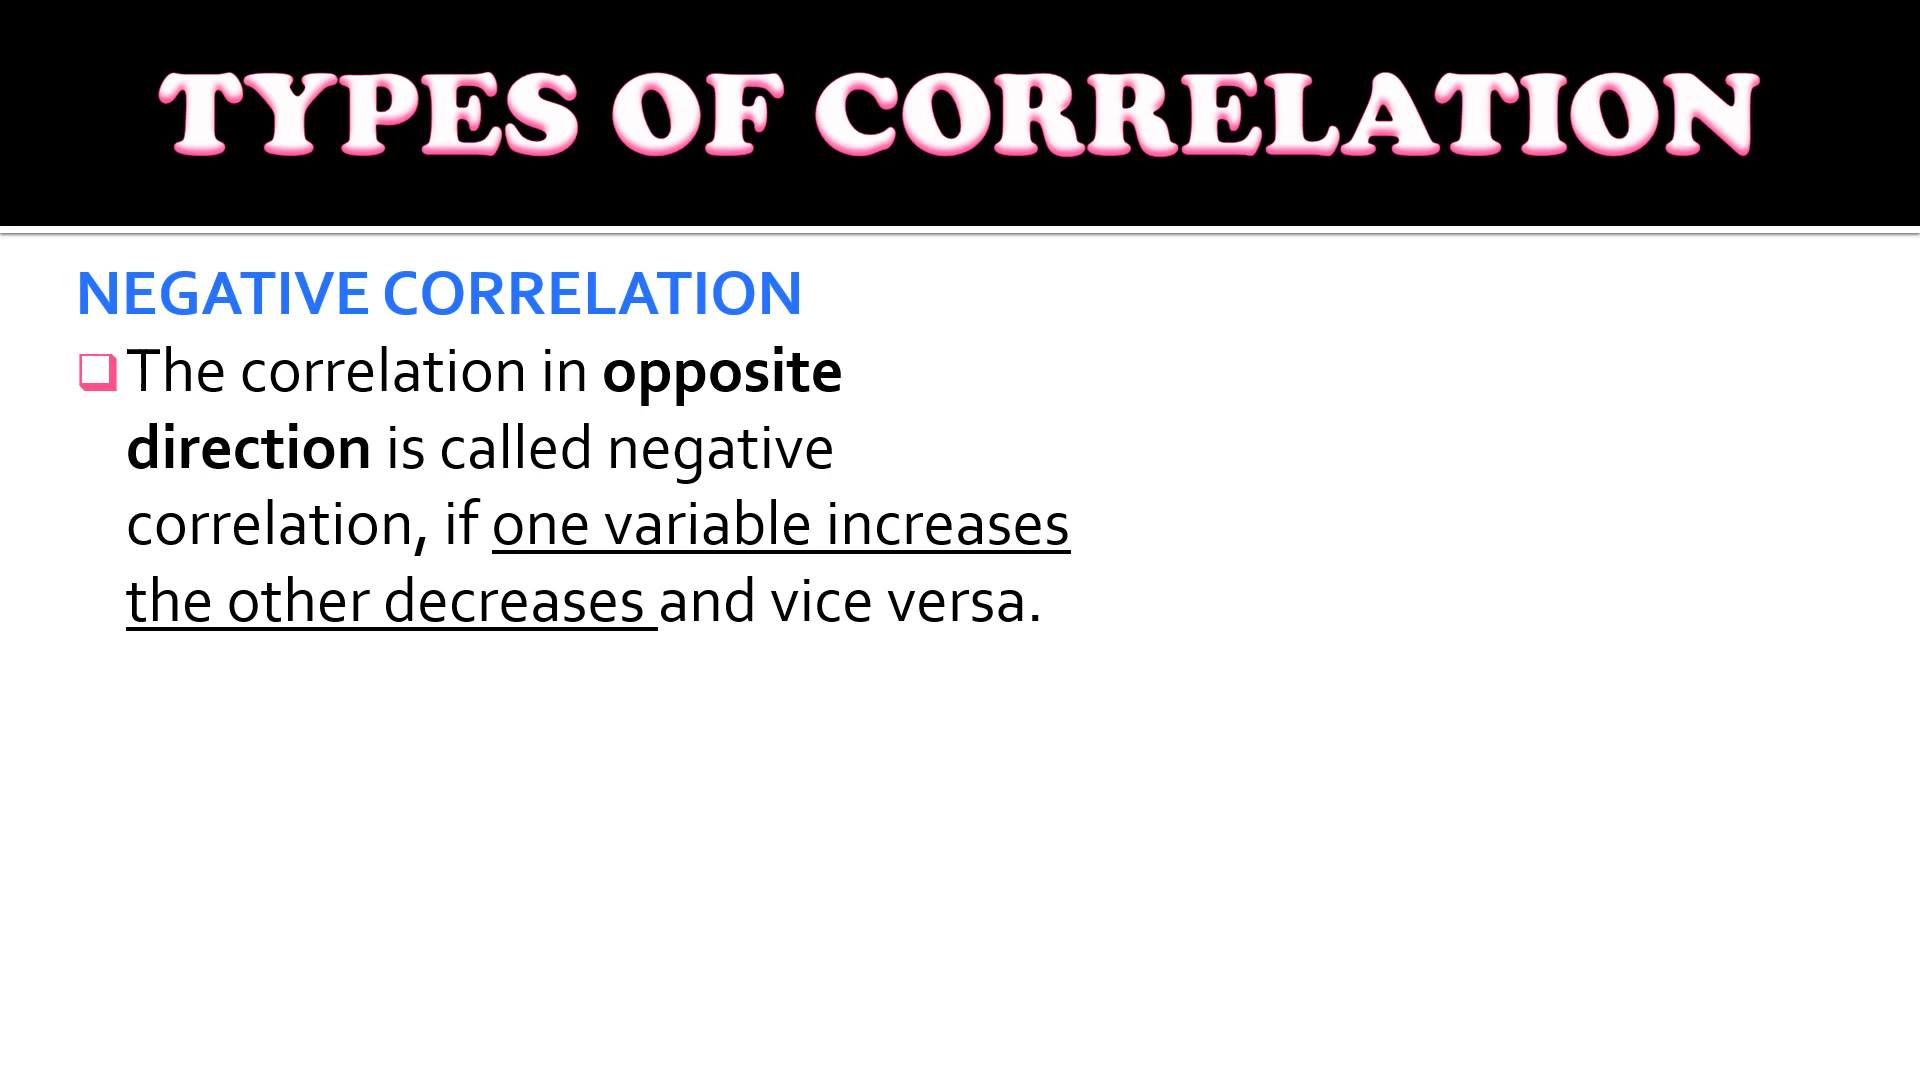 TYPES OF CORRELATION
NEGATIVE CORRELATION
The correlation in opposite
direction is called negative
correlation, if one variable increases
the other decreases and vice versa.